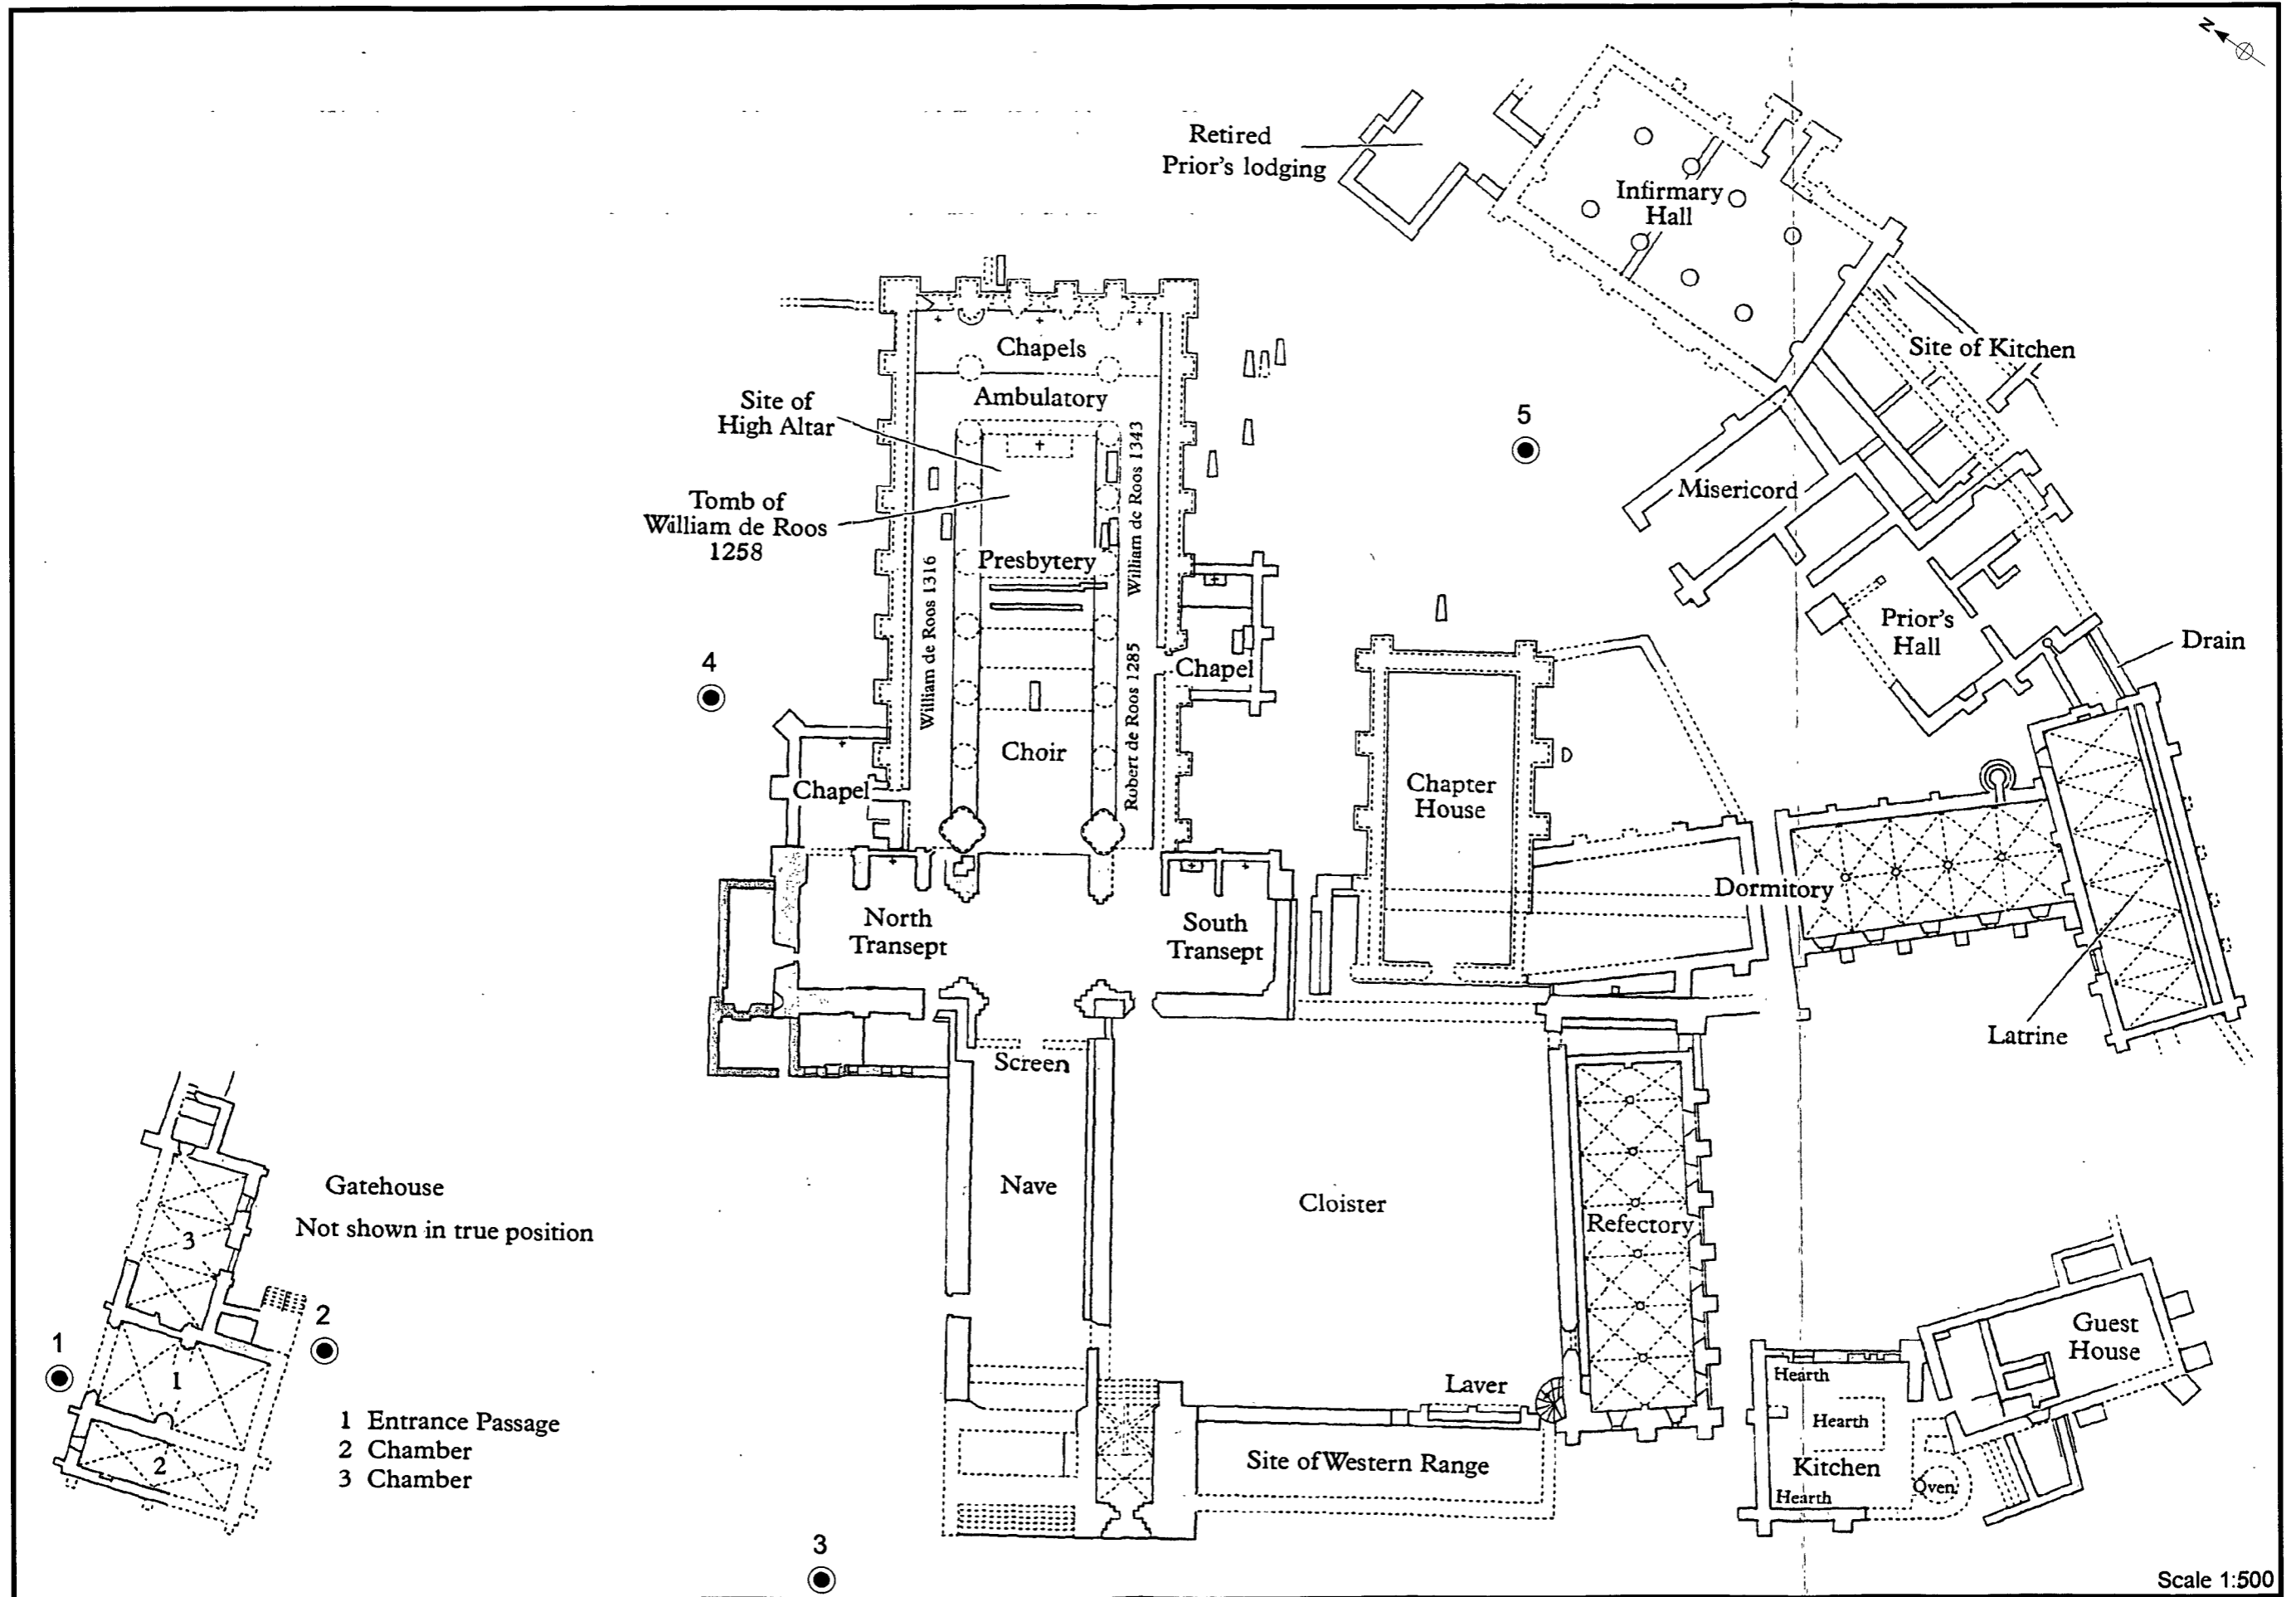 N
Retired
Prior's lodging
Infirmary
Hall
Site of Kitchen
Chapels
Ambulatory
Site of
High Altar
5
William de Roos 1343
Tomb of
William de Roos
1258
Misericord
Presbytery
William de Roos 1316
Prior's
Hall
Drain
4
Chapel
Robert de Roos 1285
Choir
Chapel
Chapter
House
Dormitory
North
Transept
South
Transept
Latrine
Screen
Gatehouse
Not shown in true position
Nave
Cloister
Refectory
3
2
1
1
2
1 Entrance Passage
2 Chamber
3 Chamber
Guest
House
Laver
Hearth
Hearth
Site of Western Range
Kitchen
Hearth
Oven
3
Scale 1:500